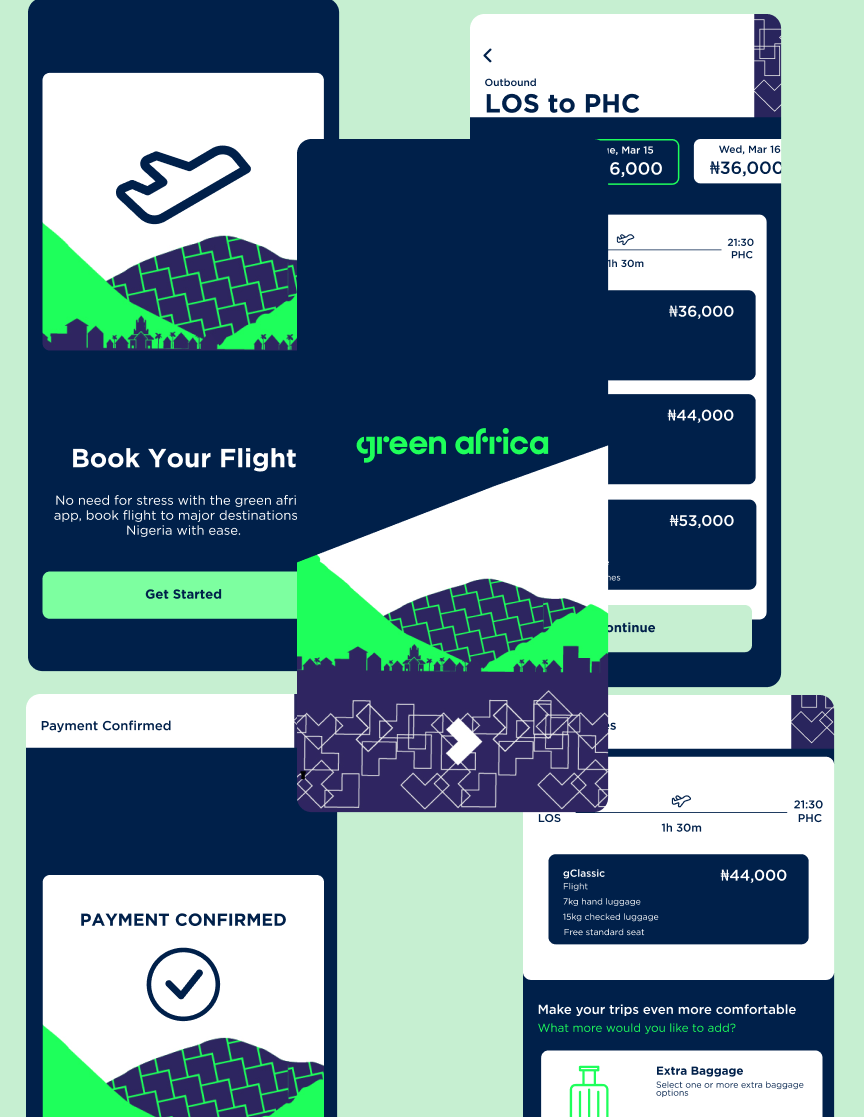 Outbound
LOS to PHC
Mar 15
6,000
Wed, Mar 16
₦36,000
21:30
PHC
1h 30m
₦36,000
₦44,000
₦53,000
Book Your Flight
No need for stress with the green
app, book flight to major destinations
Nigeria with ease.
Get Started
green africa
Payment Confirmed
PAYMENT CONFIRMED
LOS
1h 30m
21:30
PHC
gClassic
₦44,000
Flight
7kg hand luggage
15kg checked luggage
Free standard seat
Make your trips even more comfortable
What more would you like to add?
Extra Baggage
Select one or more extra baggage
options